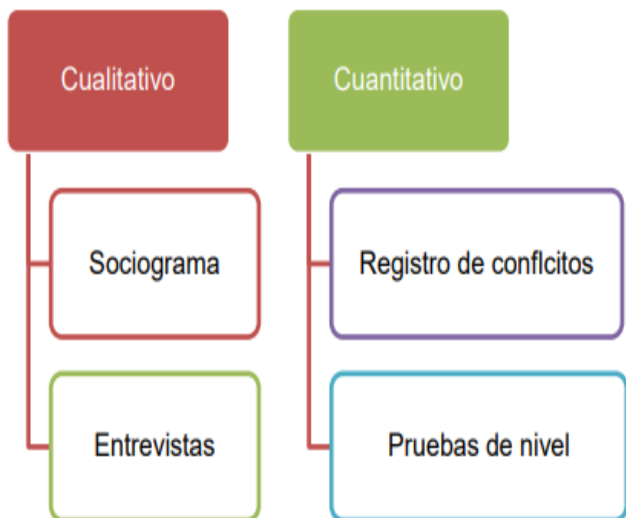 Cualitativo
Sociograma
Entrevistas
Cuantitativo
Registro de conflcitos
Pruebas de nivel